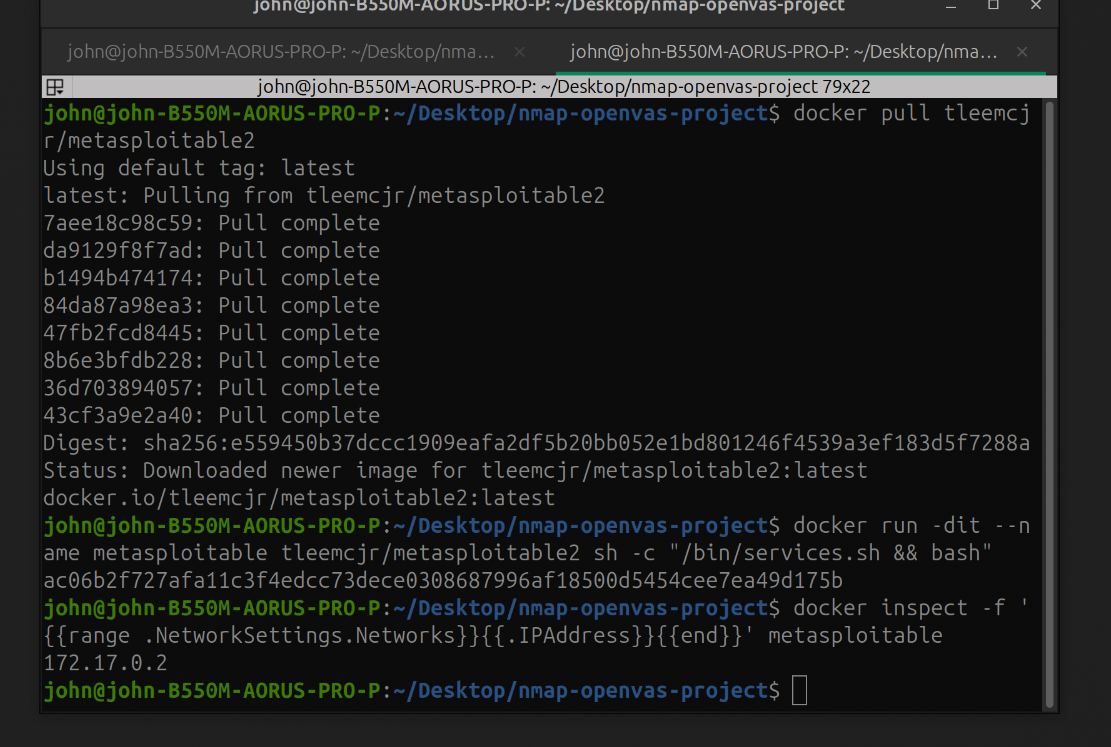 john@john-B550M-AORUS-PRO-P: ~/Desktop/nmap-openvas-project
john@john-B550M-AORUS-PRO-P: ~/Desktop/nma...
john@john-B550M-AORUS-PRO-P: ~/Desktop/nma...
john@john-B550M-AORUS-PRO-P: ~/Desktop/nmap-openvas-project 79x22
john@john-B550M-AORUS-PRO-P:~/Desktop/nmap-openvas-project$ docker pull tleemcj
r/metasploitable2
Using default tag: latest
latest: Pulling from tleemcjr/metasploitable2
7aee18c98c59: Pull complete
da9129f8f7ad: Pull complete
b1494b474174: Pull complete
84da87a98ea3: Pull complete
47fb2fcd8445: Pull complete
8b6e3bfdb228: Pull complete
36d703894057: Pull complete
43cf3a9e2a40: Pull complete
Digest: sha256:e559450b37dccc1909eafa2df5b20bb052e1bd801246f4539a3ef183d5f7288a
Status: Downloaded newer image for tleemcjr/metasploitable2:latest
docker.io/tleemcjr/metasploitable2:latest
john@john-B550M-AORUS-PRO-P:~/Desktop/nmap-openvas-project$ docker run -dit --n
ame metasploitable tleemcjr/metasploitable2 sh -c "/bin/services.sh && bash"
ac06b2f727afa11c3f4edcc73dece0308687996af18500d5454cee7ea49d175b
john@john-B550M-AORUS-PRO-P:~/Desktop/nmap-openvas-project$ docker inspect -f '
{{range .NetworkSettings.Networks}}{{.IPAddress}}{{end}}' metasploitable
172.17.0.2
john@john-B550M-AORUS-PRO-P:~/Desktop/nmap-openvas-project$